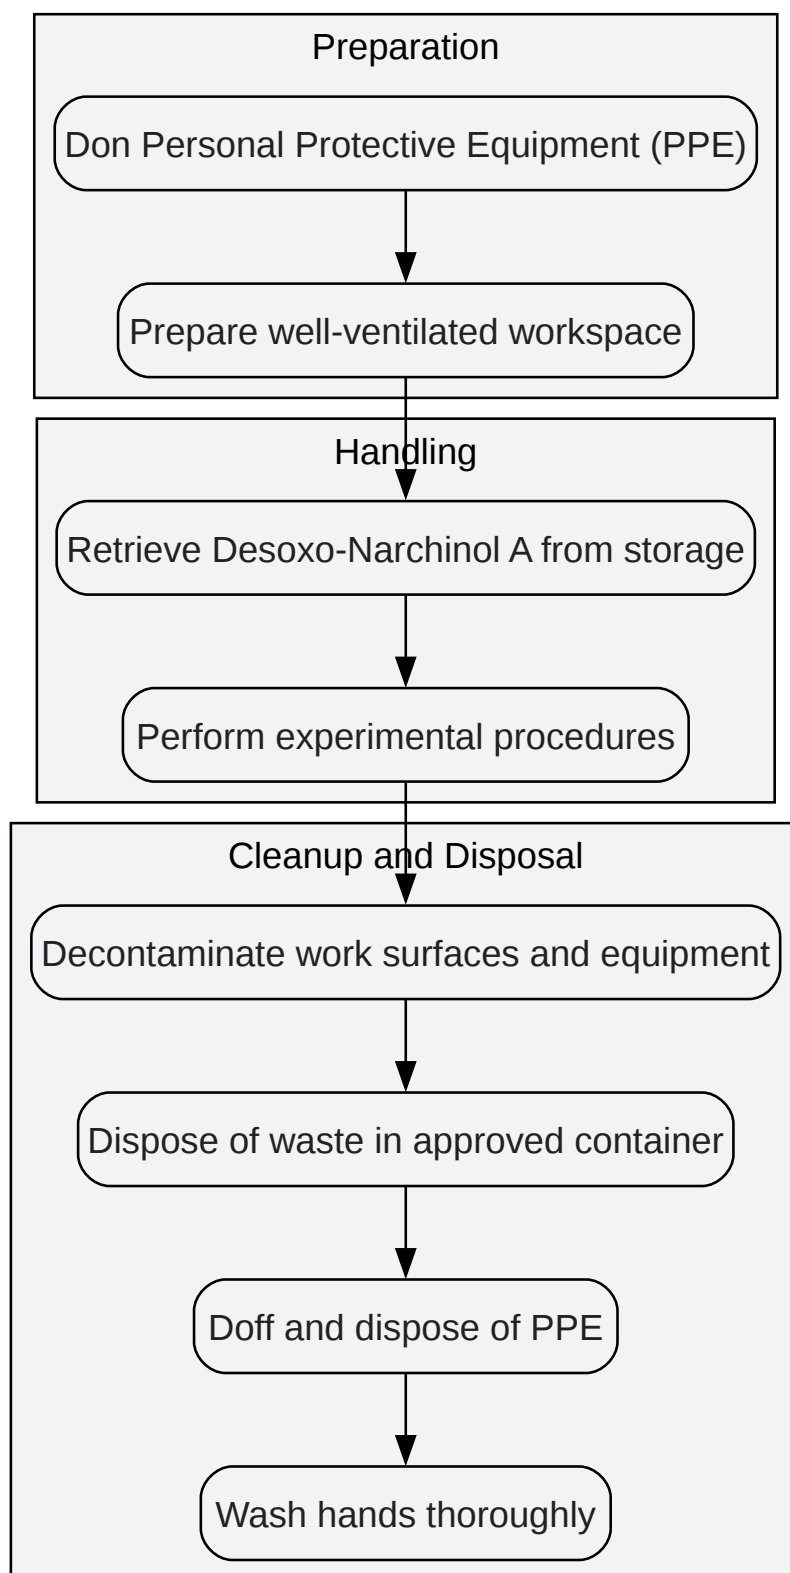 Preparation
Don Personal Protective Equipment (PPE)
Prepare well-ventilated workspace
Handling
Retrieve Desoxo-Narchinol A from storage
Perform experimental procedures
Cleanup and Disposal
Decontaminate work surfaces and equipment
Dispose of waste in approved container
Doff and dispose of PPE
Wash hands thoroughly